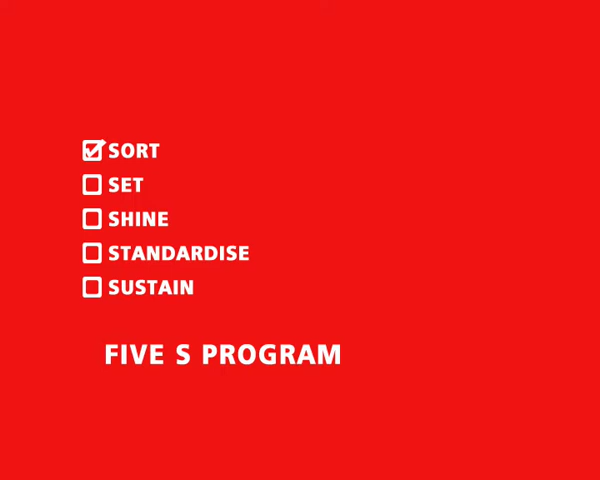 SORT
SET
SHINE
STANDARDISE
SUSTAIN
FIVE S PROGRAM